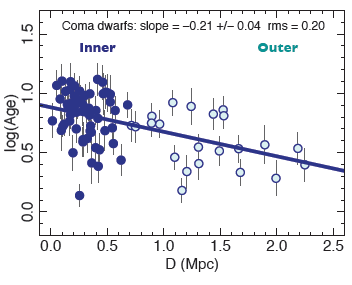 Coma dwarfs: slope = −0.21 +/− 0.04 rms = 0.20
Inner Outer
log(Age)
1.5
1.0
0.5
0.0
0.0 0.5 1.0 1.5 2.0 2.5
D (Mpc)